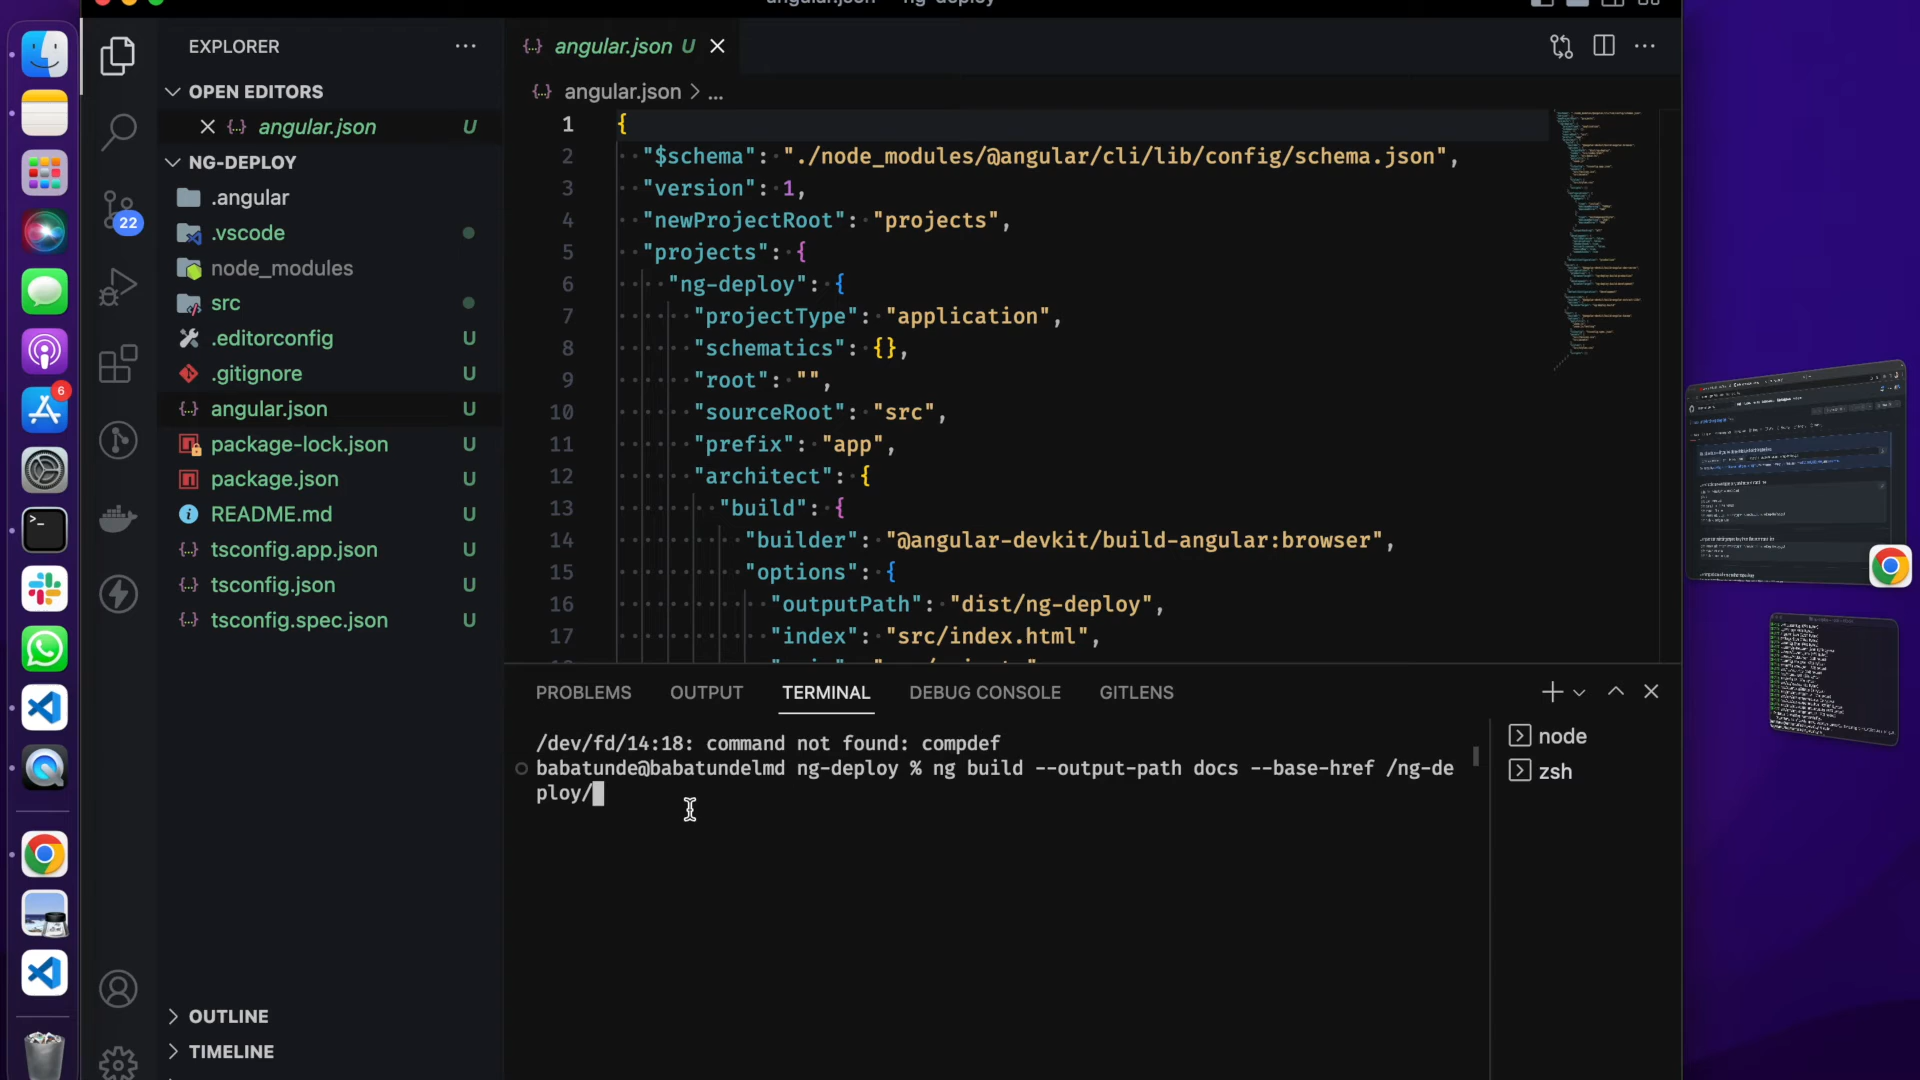 angular.json — ng-deploy
EXPLORER
OPEN EDITORS
angular.json U
NG-DEPLOY
.angular
.vscode
node_modules
src
.editorconfig U
.gitignore U
angular.json U
package-lock.json U
package.json U
README.md U
tsconfig.app.json U
tsconfig.json U
tsconfig.spec.json U
OUTLINE
TIMELINE
22
6
angular.json U
angular.json > ...
1 {
2 "$schema": "./node_modules/@angular/cli/lib/config/schema.json",
3 "version": 1,
4 "newProjectRoot": "projects",
5 "projects": {
6 "ng-deploy": {
7 "projectType": "application",
8 "schematics": {},
9 "root": "",
10 "sourceRoot": "src",
11 "prefix": "app",
12 "architect": {
13 "build": {
14 "builder": "@angular-devkit/build-angular:browser",
15 "options": {
16 "outputPath": "dist/ng-deploy",
17 "index": "src/index.html",
PROBLEMS OUTPUT TERMINAL DEBUG CONSOLE GITLENS
/dev/fd/14:18: command not found: compdef
babatunde@babatundelmd ng-deploy % ng build --output-path docs --base-href /ng-de
ploy/
node
zsh